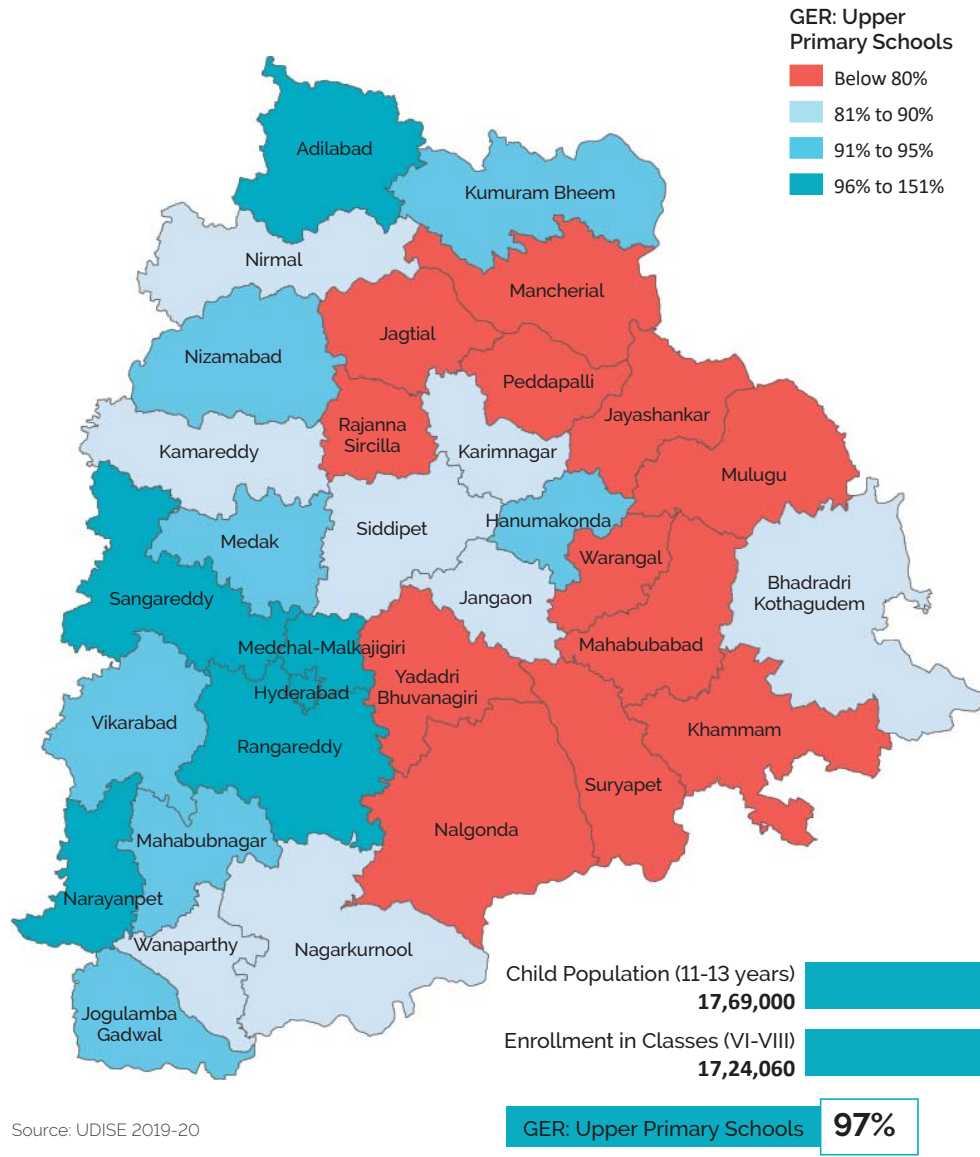 GER: Upper
Primary Schools
Below 80%
81% to 90%
91% to 95%
96% to 151%
Adilabad
Kumuram Bheem
Nirmal
Mancherial
Jagtial
Nizamabad
Peddapalli
Jayashankar
Rajanna
Sircilla
Kamareddy
Karimnagar
Mulugu
Siddipet
Hanumakonda
Medak
Warangal
Bhadradri
Kothagudem
Sangareddy
Jangaon
Medchal-Malkajigiri
Mahabubabad
Yadadri
Bhuvanagiri
Hyderabad
Vikarabad
Khammam
Rangareddy
Suryapet
Nalgonda
Mahabubnagar
Narayanpet
Wanaparthy
Nagarkurnool
Jogulamba
Gadwal
Child Population (11-13 years)
17,69,000
Enrollment in Classes (VI-VIII)
17,24,060
Source: UDISE 2019-20
GER: Upper Primary Schools 97%